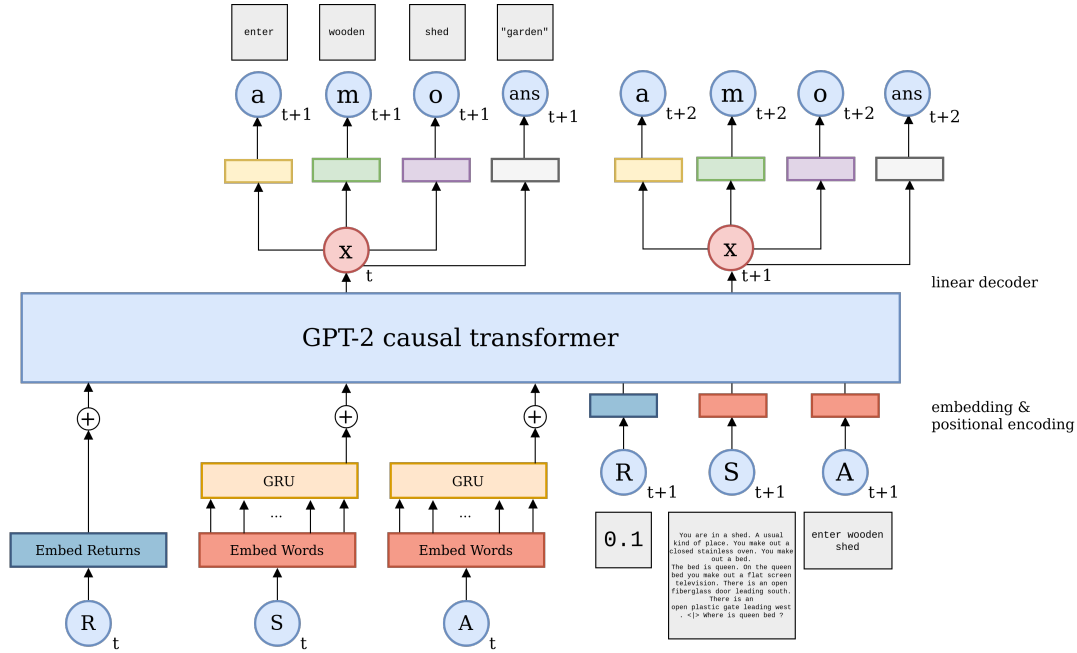 enter
wooden
shed
"garden"
a
t+1
m
t+1
o
t+1
ans
t+1
a
t+2
m
t+2
o
t+2
ans
t+2
x
t
x
t+1
linear decoder
GPT-2 causal transformer
+
+
+
embedding &
positional encoding
GRU
GRU
...
...
Embed Returns
Embed Words
Embed Words
R
t
S
t
A
t
R
t+1
S
t+1
A
t+1
0.1
You are in a shed. A usual
kind of place. You make out a
closed stainless oven. You make
out a bed.
The bed is queen. On the queen
bed you make out a flat screen
television. There is an open
fiberglass door leading south.
There is an
open plastic gate leading west
. <|> Where is queen bed ?
enter wooden
shed